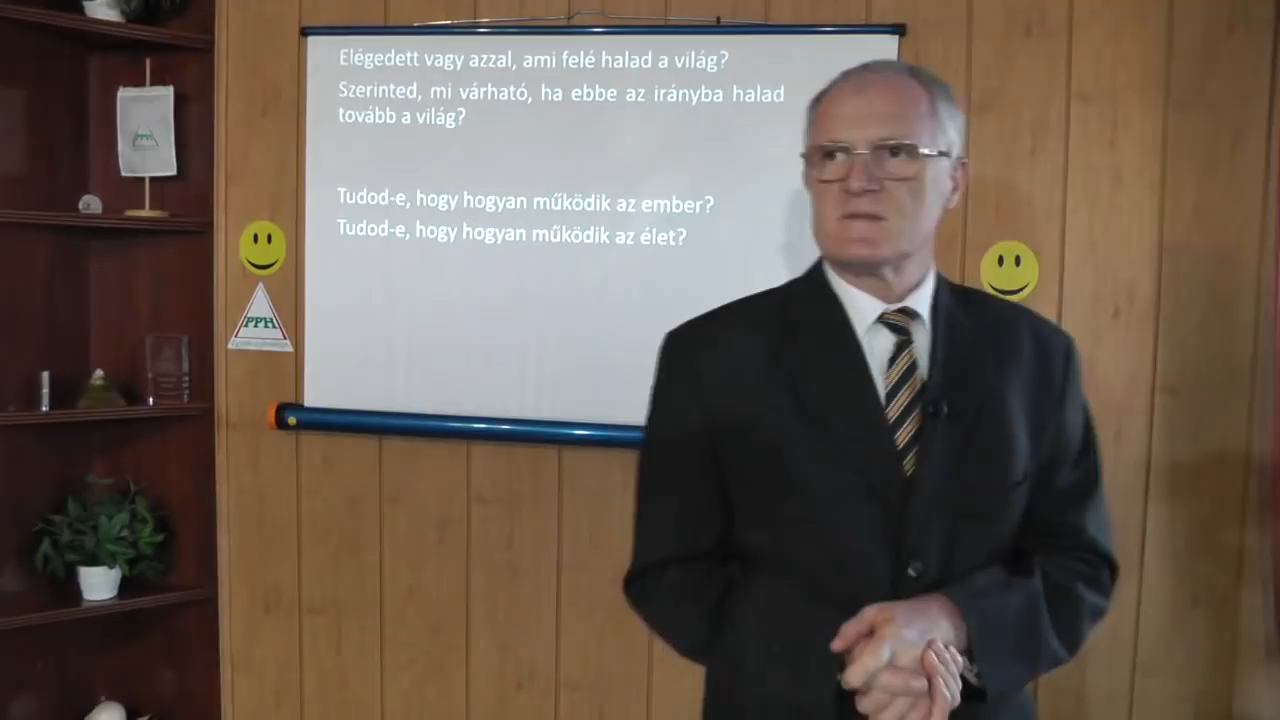 Elégedett vagy azzal, ami felé halad a világ?
Szerinted, mi várható, ha ebbe az irányba halad
tovább a világ?
Tudod-e, hogy hogyan működik az ember?
Tudod-e, hogy hogyan működik az élet?
PPH